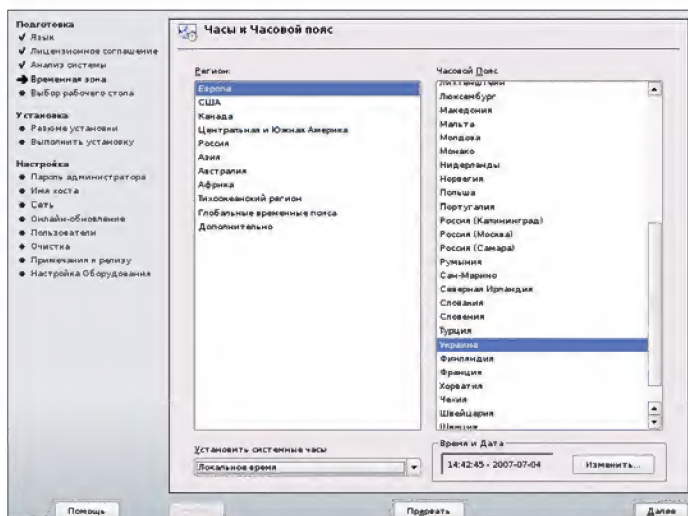 Подготовка
Язык
Лицензионное соглашение
Анализ системы
Временная зона
Выбор рабочего стола
Установка
Резюме установки
Выполнить установку
Настройка
Пароль администратора
Имя хоста
Сеть
Онлайн-обновление
Пользователи
Очистка
Примечания к релизу
Настройка Оборудования
Часы и Часовой пояс
Регион
Европа
США
Канада
Центральная и Южная Америка
Россия
Азия
Австралия
Африка
Тихоокеанский регион
Глобальные временные пояса
Дополнительно
Часовой Пояс
Лихтенштейн
Люксембург
Македония
Мальта
Молдова
Монако
Нидерланды
Норвегия
Польша
Португалия
Россия (Калининград)
Россия (Москва)
Россия (Самара)
Румыния
Сан-Марино
Северная Ирландия
Словакия
Словения
Турция
Украина
Финляндия
Франция
Хорватия
Чехия
Швейцария
Швеция
Установить системные часы
Локальное время
Время и Дата
14:42:45 - 2007-07-04
Изменить...
Помощь
Прервать
Далее